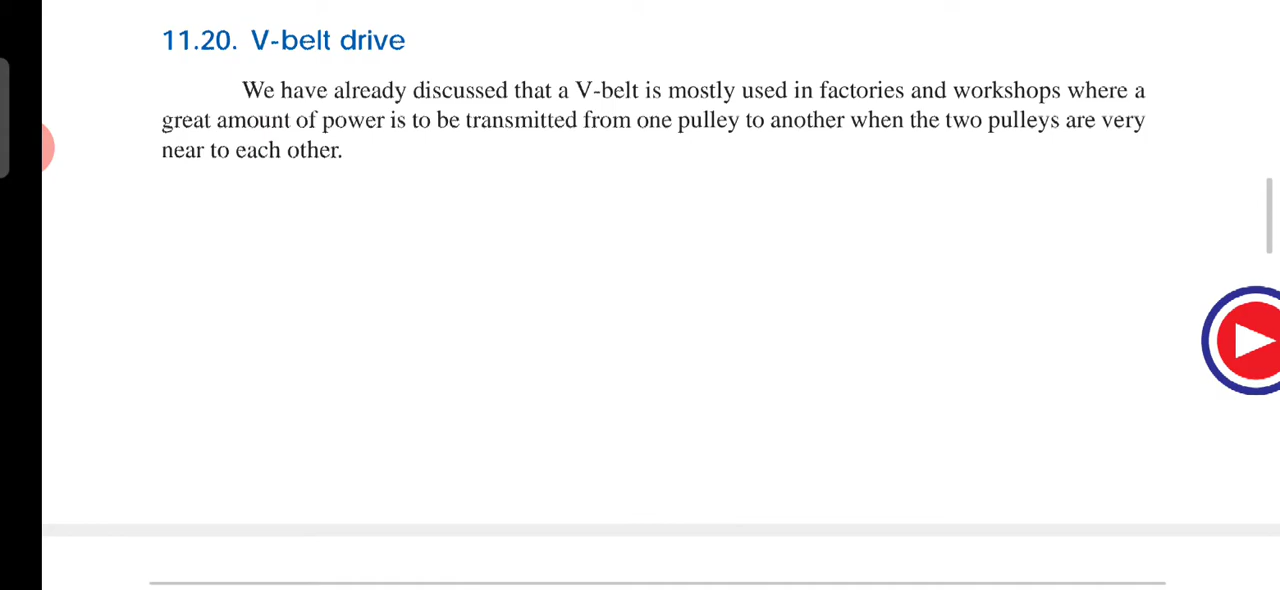 11.20. V-belt drive
We have already discussed that a V-belt is mostly used in factories and workshops where a
great amount of power is to be transmitted from one pulley to another when the two pulleys are very
near to each other.